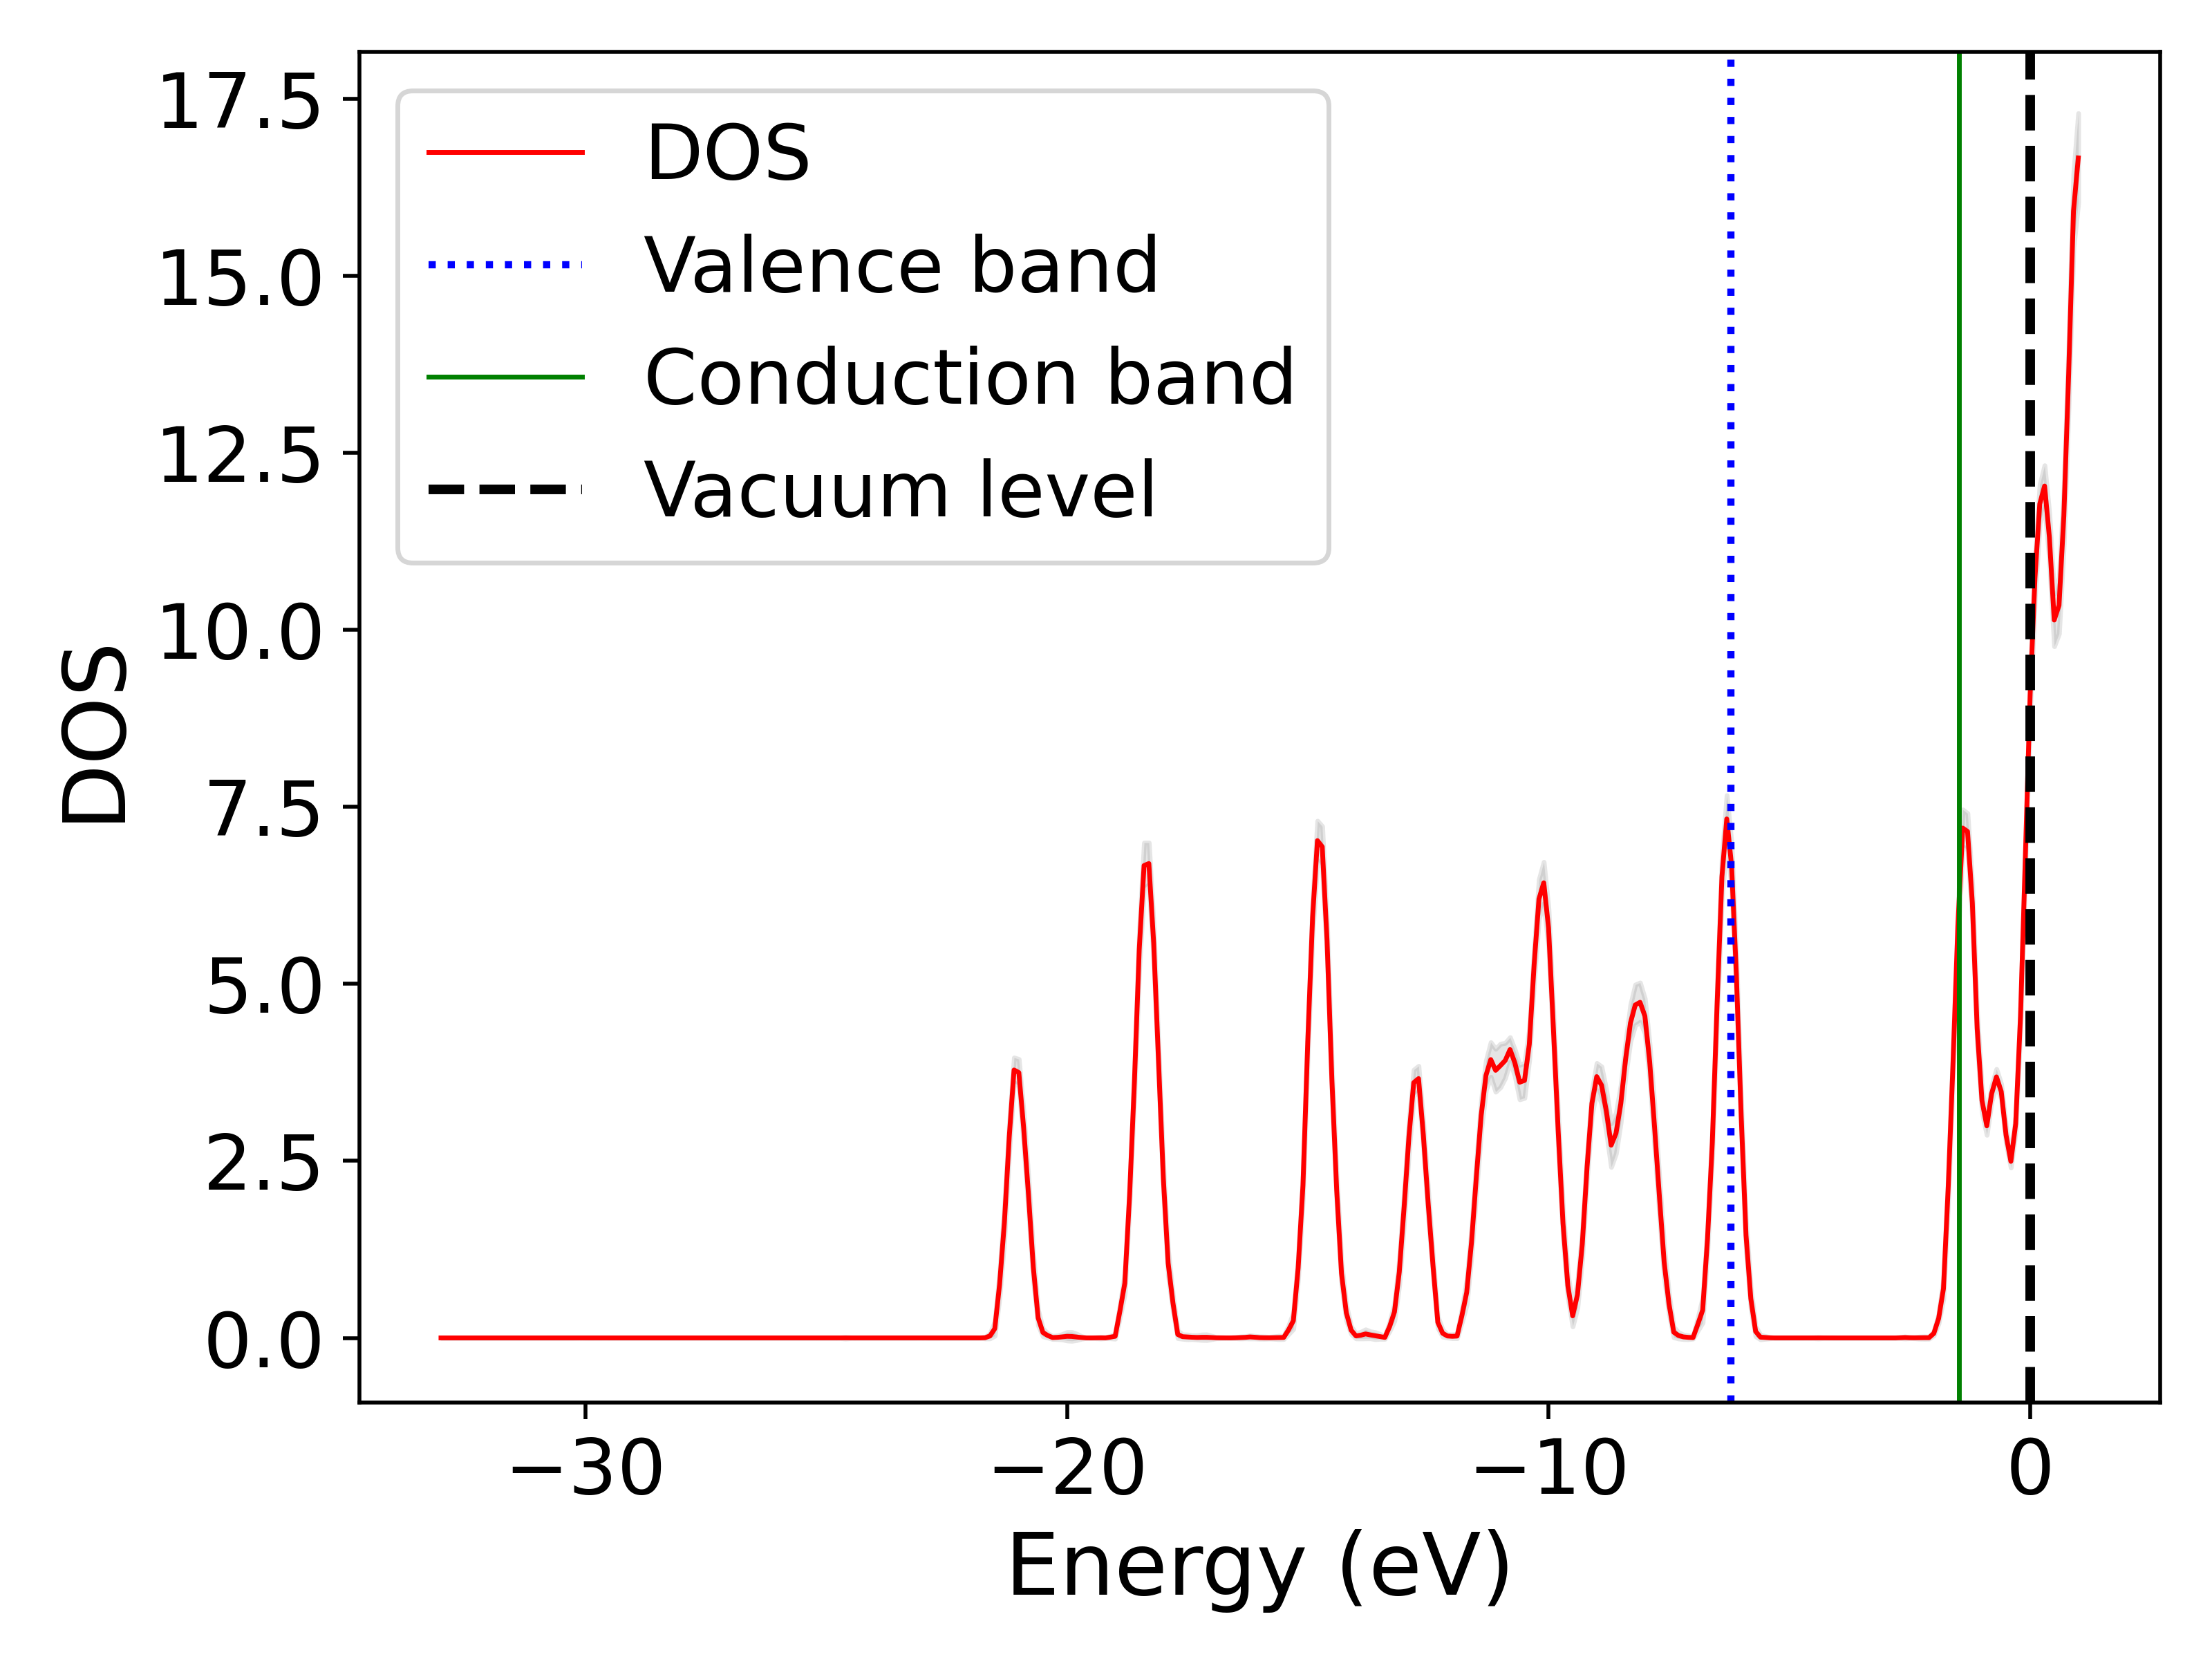 17.5
15.0
12.5
10.0
7.5
5.0
2.5
0.0
DOS
DOS
Valence band
Conduction band
Vacuum level
−30 −20 −10 0
Energy (eV)